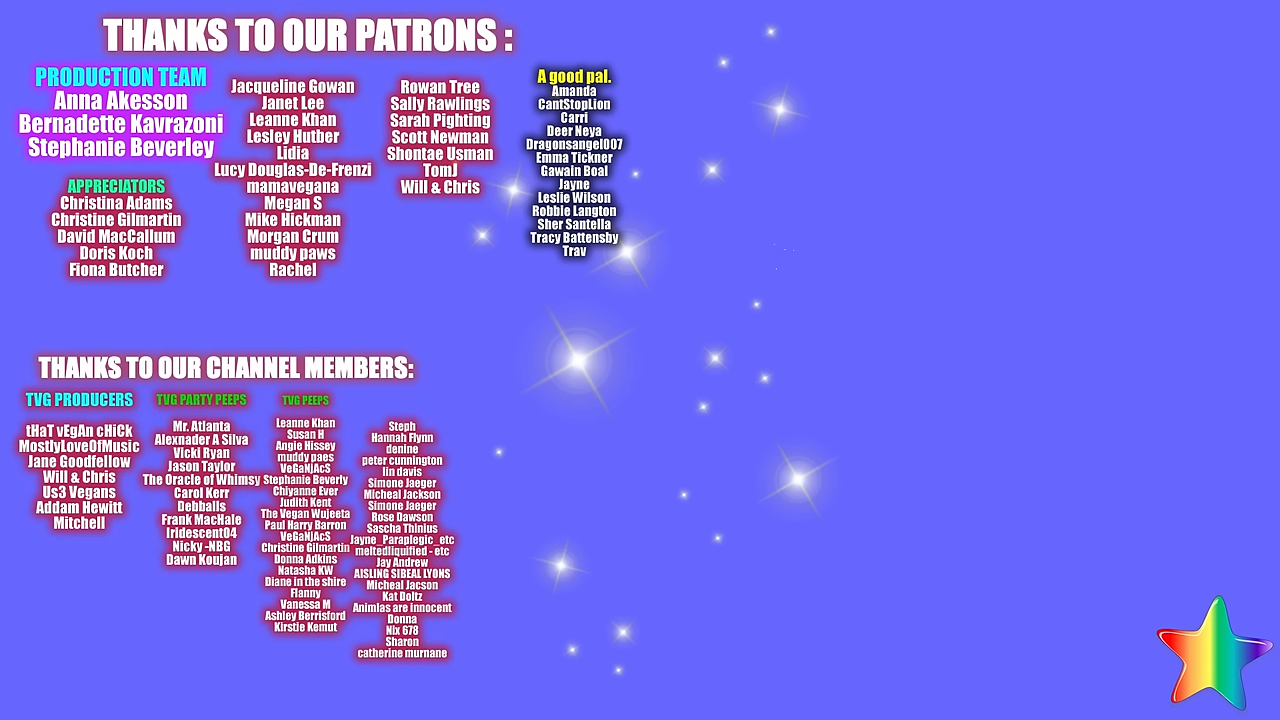 THANKS TO OUR PATRONS :
PRODUCTION TEAM
Anna Akesson
Bernadette Kavrazoni
Stephanie Beverley
APPRECIATORS
Christina Adams
Christine Gilmartin
David MacCallum
Doris Koch
Fiona Butcher
Jacqueline Gowan
Janet Lee
Leanne Khan
Lesley Hutber
Lidia
Lucy Douglas-De-Frenzi
mamavegana
Megan S
Mike Hickman
Morgan Crum
muddy paws
Rachel
Rowan Tree
Sally Rawlings
Sarah Pighting
Scott Newman
Shontae Usman
TomJ
Will & Chris
A good pal.
Amanda
CantStopLion
Carri
Deer Neya
Dragonsangel007
Emma Tickner
Gawain Boal
Jayne
Leslie Wilson
Robbie Langton
Sher Santella
Tracy Battensby
Trav
THANKS TO OUR CHANNEL MEMBERS:
TVG PRODUCERS
tHaT vEgAn cHiCk
MostlyLoveOfMusic
Jane Goodfellow
Will & Chris
Us3 Vegans
Addam Hewitt
Mitchell
TVG PARTY PEEPS
Mr. Atlanta
Alexnader A Silva
Vicki Ryan
Jason Taylor
The Oracle of Whimsy
Carol Kerr
Debballs
Frank MacHale
Iridescent04
Nicky -NBG
Dawn Koujan
TVG PEEPS
Leanne Khan
Susan H
Angie Hissey
muddy paes
VeGaNjAcS
Stephanie Beverly
Chiyanne Ever
Judith Kent
The Vegan Wujeeta
Paul Harry Barron
VeGaNjAcS
Christine Gilmartin
Donna Adkins
Natasha KW
Diane in the shire
Flanny
Vanessa M
Ashley Berrisford
Kirstie Kemut
Steph
Hannah Flynn
denine
peter cunnington
lin davis
Simone Jaeger
Micheal Jackson
Simone Jaeger
Rose Dawson
Sascha Thinius
Jayne_Paraplegic_etc
meltedliquified - etc
Jay Andrew
AISLING SIBEAL LYONS
Micheal Jacson
Kat Doltz
Animlas are innocent
Donna
Nix 678
Sharon
catherine murnane